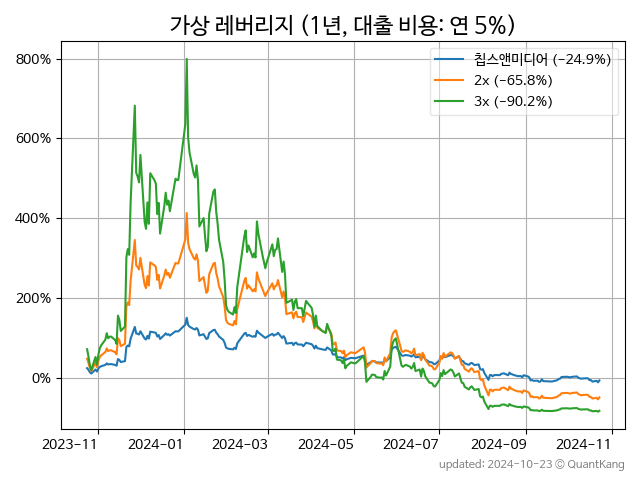 가상 레버리지 (1년, 대출 비용: 연 5%)
칩스앤미디어 (−24.9%)
2x (−65.8%)
3x (−90.2%)
800%
600%
400%
200%
0%
2023-11 2024-01 2024-03 2024-05 2024-07 2024-09 2024-11
updated: 2024-10-23 © QuantKang